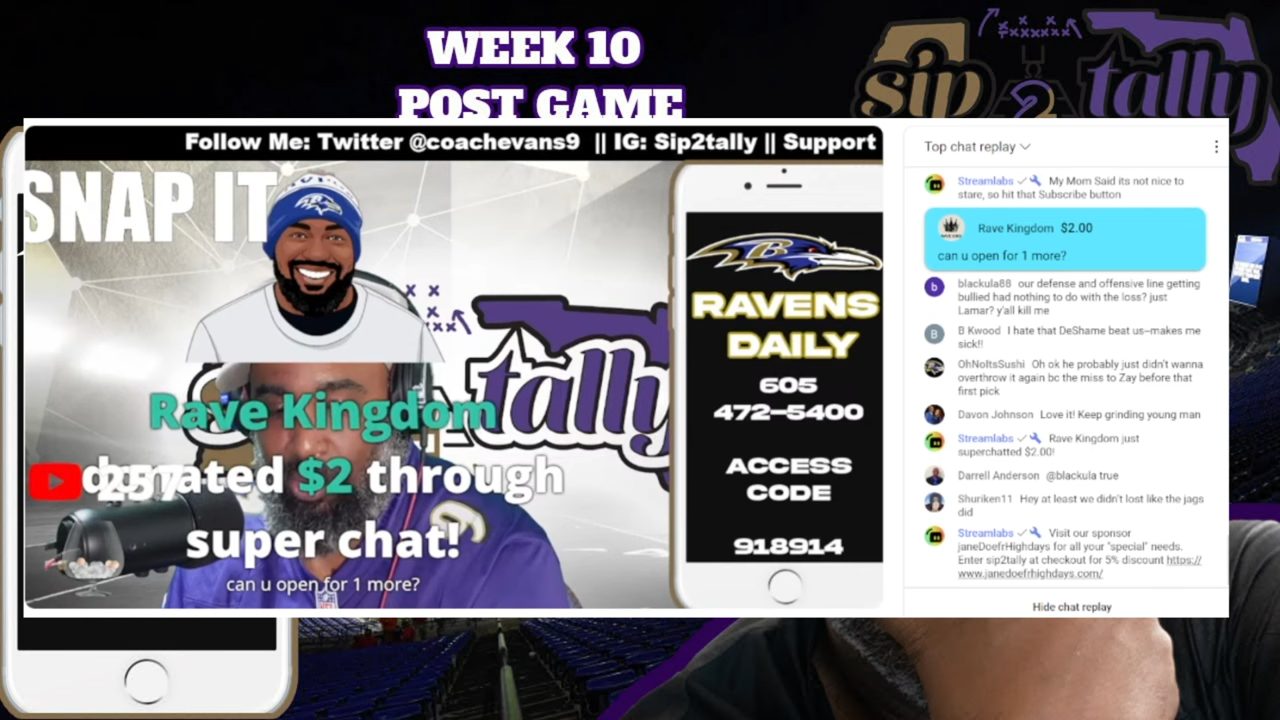 WEEK 10
POST GAME
sip 2 tally
Follow Me: Twitter @coachevans9 || IG: Sip2tally || Support
SNAP IT
tally
Rave Kingdom
donated $2 through
super chat!
can u open for 1 more?
257
NFL
B
RAVENS
DAILY
605
472-5400
ACCESS
CODE
918914
Top chat replay
Streamlabs My Mom Said its not nice to
stare, so hit that Subscribe button
Rave Kingdom $2.00
can u open for 1 more?
b
blackula88 our defense and offensive line getting
bullied had nothing to do with the loss? just
Lamar? y'all kill me
B
B Kwood I hate that DeShame beat us--makes me
sick!!
OhNoItsSushi Oh ok he probably just didn't wanna
overthrow it again bc the miss to Zay before that
first pick
Davon Johnson Love it! Keep grinding young man
Streamlabs Rave Kingdom just
superchatted $2.00!
Darrell Anderson @blackula true
Shuriken11 Hey at least we didn't lost like the jags
did
Streamlabs Visit our sponsor
janeDoefrHighdays for all your "special" needs.
Enter sip2tally at checkout for 5% discount https://
www.janedoefrhighdays.com/
Hide chat replay